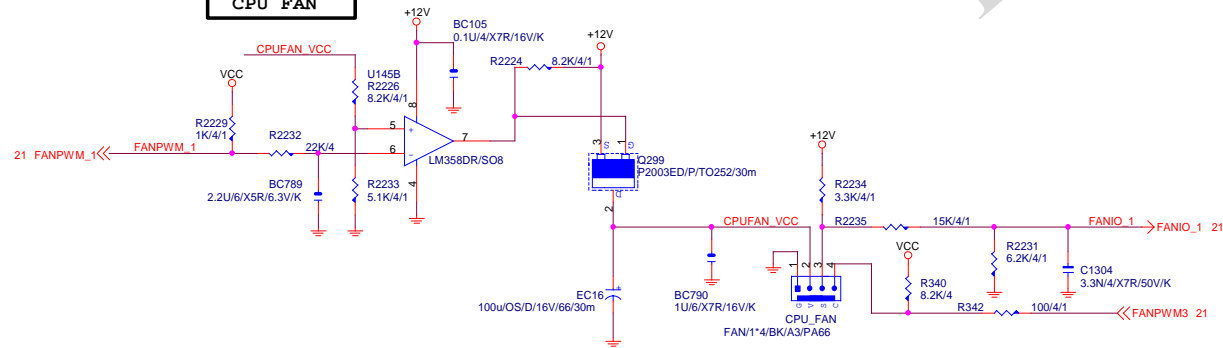 CPU FAN
+12V
BC105
0.1U/4/X7R/16V/K
+12V
CPUFAN_VCC
R2224
8.2K/4/1
VCC
U145B
R2226
8.2K/4/1
8
R2229
1K/4/1
R2232
5
+
7
3
S
G
1
+12V
21 FANPWM_1
FANPWM_1
22K/4
6
-
LM358DR/SO8
Q299
P2003ED/P/TO252/30m
BC789
2.2U/6/X5R/6.3V/K
R2233
5.1K/4/1
4
D
2
R2234
3.3K/4/1
CPUFAN_VCC
R2235
15K/4/1
FANIO_1
FANIO_1 21
VCC
R2231
6.2K/4/1
1
2
3
4
R340
8.2K/4
C1304
3.3N/4/X7R/50V/K
EC16
+
100u/OS/D/16V/66/30m
BC790
1U/6/X7R/16V/K
G
V
S
C
CPU_FAN
FAN/1*4/BK/A3/PA66
R342
100/4/1
FANPWM3 21